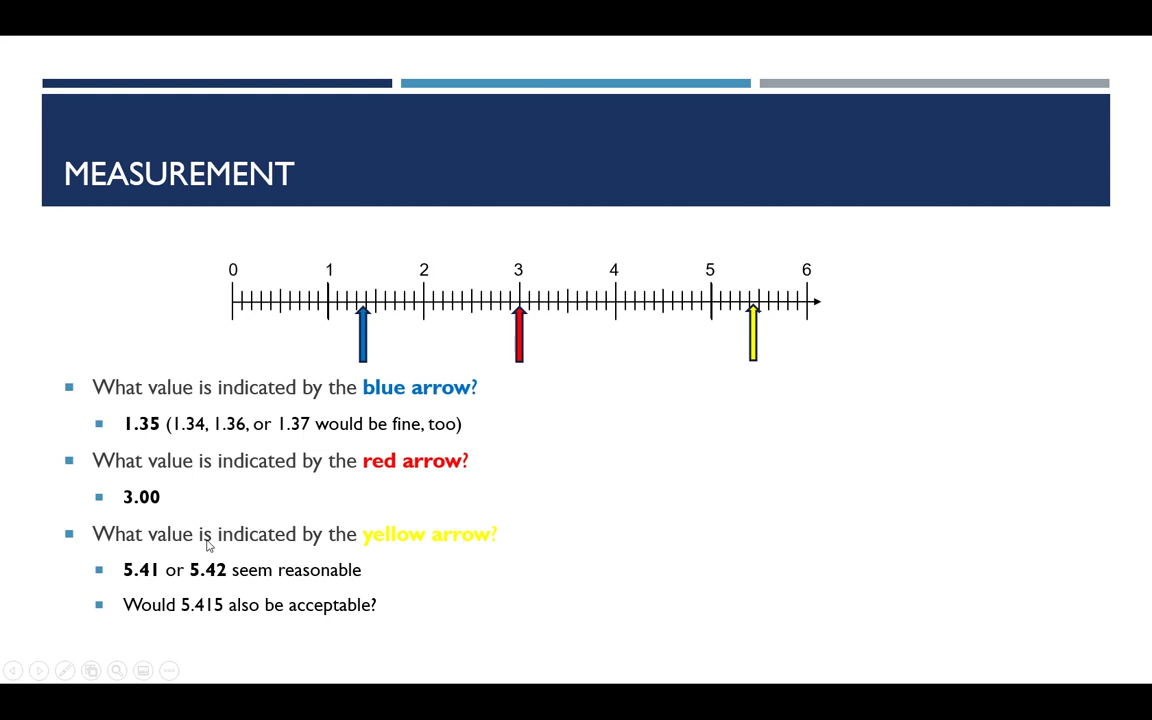 MEASUREMENT
0 1 2 3 4 5 6
What value is indicated by the blue arrow?
1.35 (1.34, 1.36, or 1.37 would be fine, too)
What value is indicated by the red arrow?
3.00
What value is indicated by the yellow arrow?
5.41 or 5.42 seem reasonable
Would 5.415 also be acceptable?